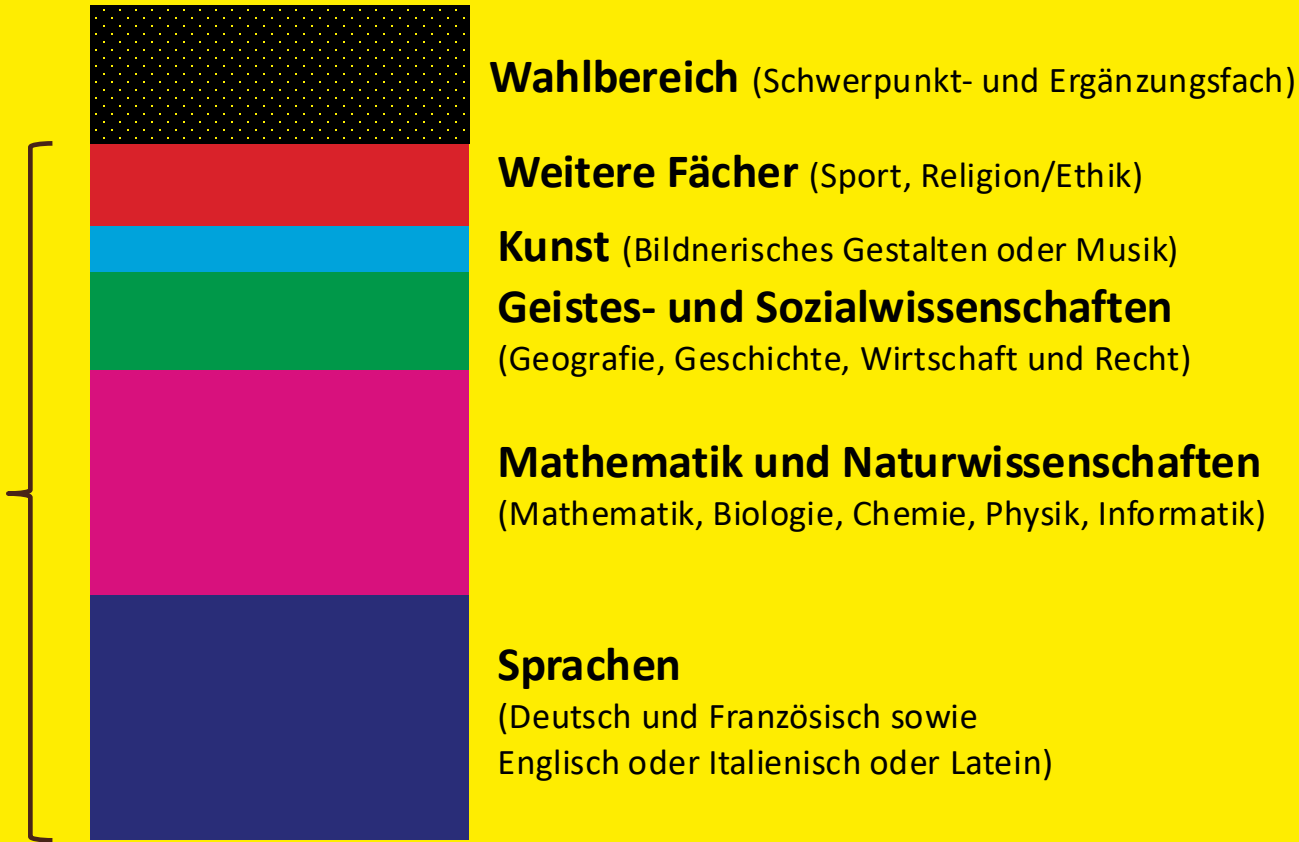 Wahlbereich (Schwerpunkt- und Ergänzungsfach)
Weitere Fächer (Sport, Religion/Ethik)
Kunst (Bildnerisches Gestalten oder Musik)
Geistes- und Sozialwissenschaften
(Geografie, Geschichte, Wirtschaft und Recht)
Mathematik und Naturwissenschaften
(Mathematik, Biologie, Chemie, Physik, Informatik)
Sprachen
(Deutsch und Französisch sowie
Englisch oder Italienisch oder Latein)